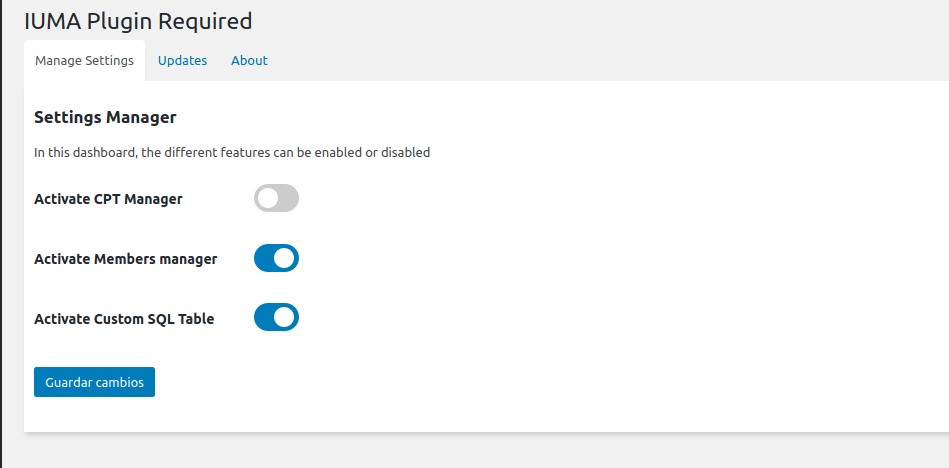 IUMA Plugin Required
Manage Settings
Updates
About
Settings Manager
In this dashboard, the different features can be enabled or disabled
Activate CPT Manager
Activate Members manager
Activate Custom SQL Table
Guardar cambios